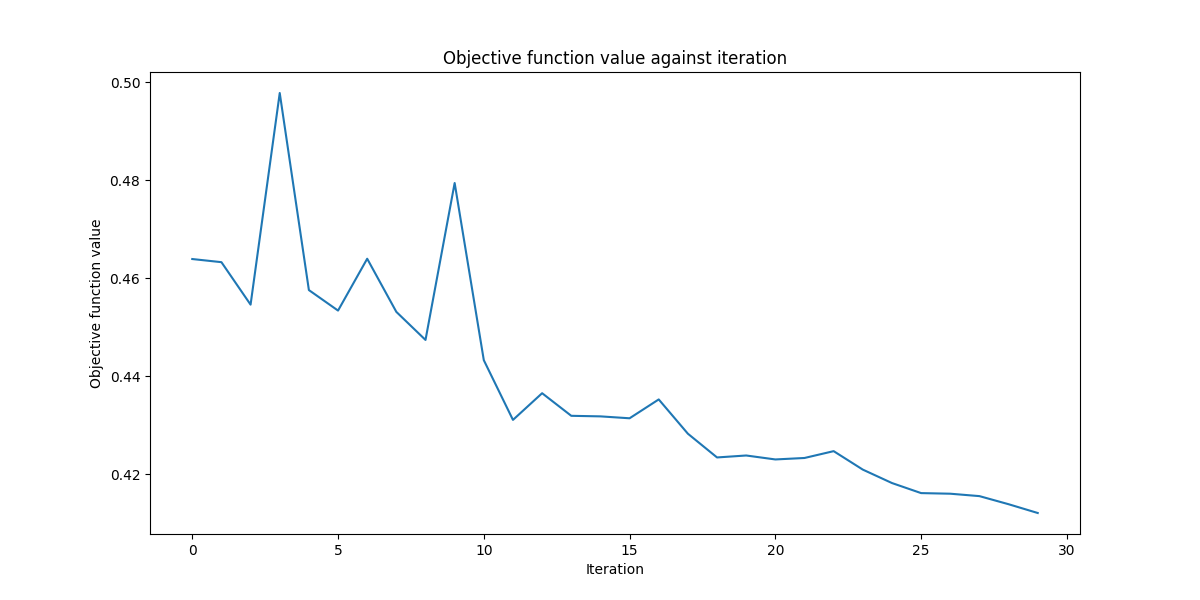 Objective function value against iteration
0.50
0.48
0.46
0.44
0.42
Objective function value
0 5 10 15 20 25 30
Iteration